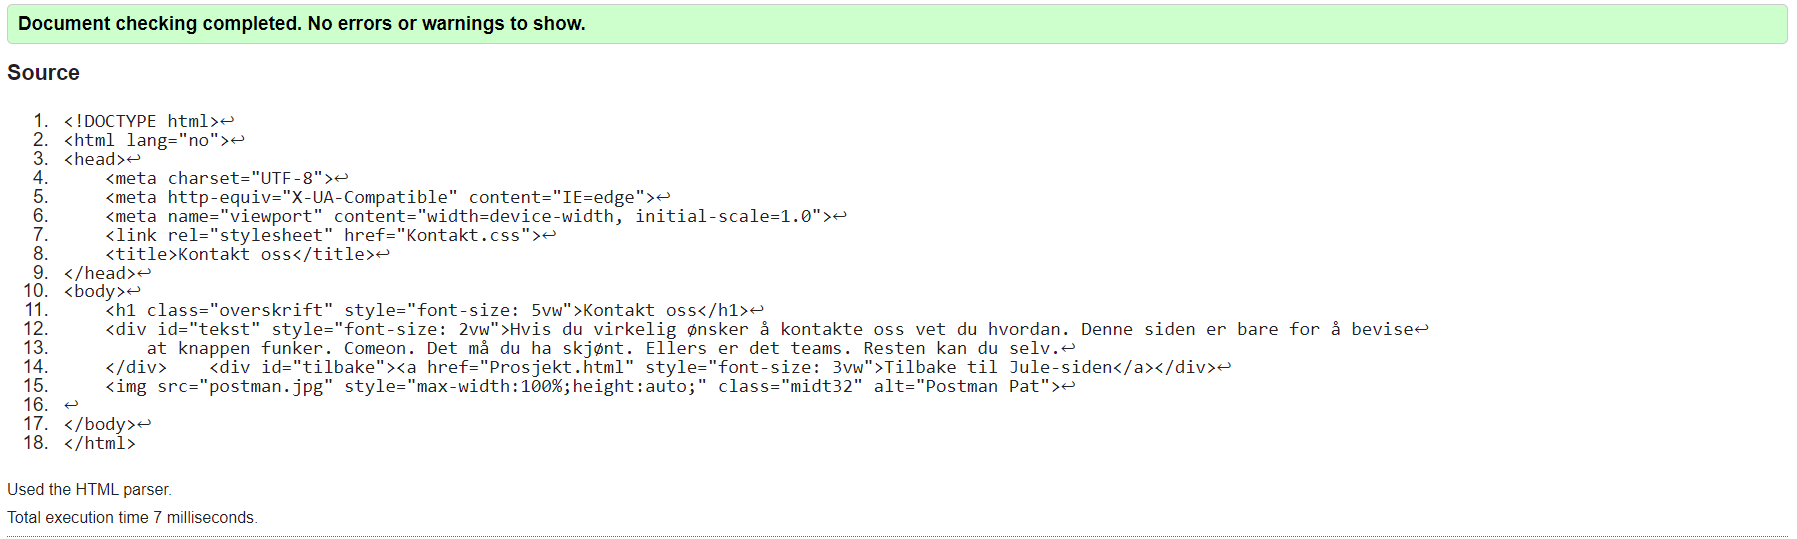 Document checking completed. No errors or warnings to show.
Source
1. <!DOCTYPE html>↩
2. <html lang="no">↩
3. <head>↩
4.     <meta charset="UTF-8">↩
5.     <meta http-equiv="X-UA-Compatible" content="IE=edge">↩
6.     <meta name="viewport" content="width=device-width, initial-scale=1.0">↩
7.     <link rel="stylesheet" href="Kontakt.css">↩
8.     <title>Kontakt oss</title>↩
9. </head>↩
10. <body>↩
11.     <h1 class="overskrift" style="font-size: 5vw">Kontakt oss</h1>↩
12.     <div id="tekst" style="font-size: 2vw">Hvis du virkelig ønsker å kontakte oss vet du hvordan. Denne siden er bare for å bevise↩
13.         at knappen funker. Comeon. Det må du ha skjønt. Ellers er det teams. Resten kan du selv.↩
14.     </div>    <div id="tilbake"><a href="Prosjekt.html" style="font-size: 3vw">Tilbake til Jule-siden</a></div>↩
15.     <img src="postman.jpg" style="max-width:100%;height:auto;" class="midt32" alt="Postman Pat">↩
16. ↩
17. </body>↩
18. </html>
Used the HTML parser.
Total execution time 7 milliseconds.